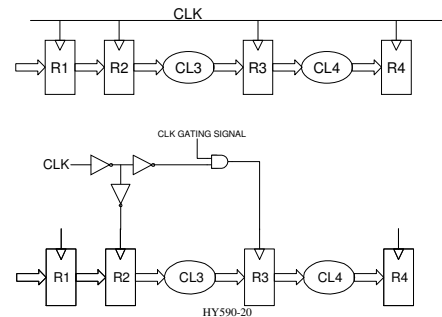 CLK
R1 R2 CL3 R3 CL4 R4
CLK GATING SIGNAL
CLK
R1 R2 CL3 R3 CL4 R4
HY590-20